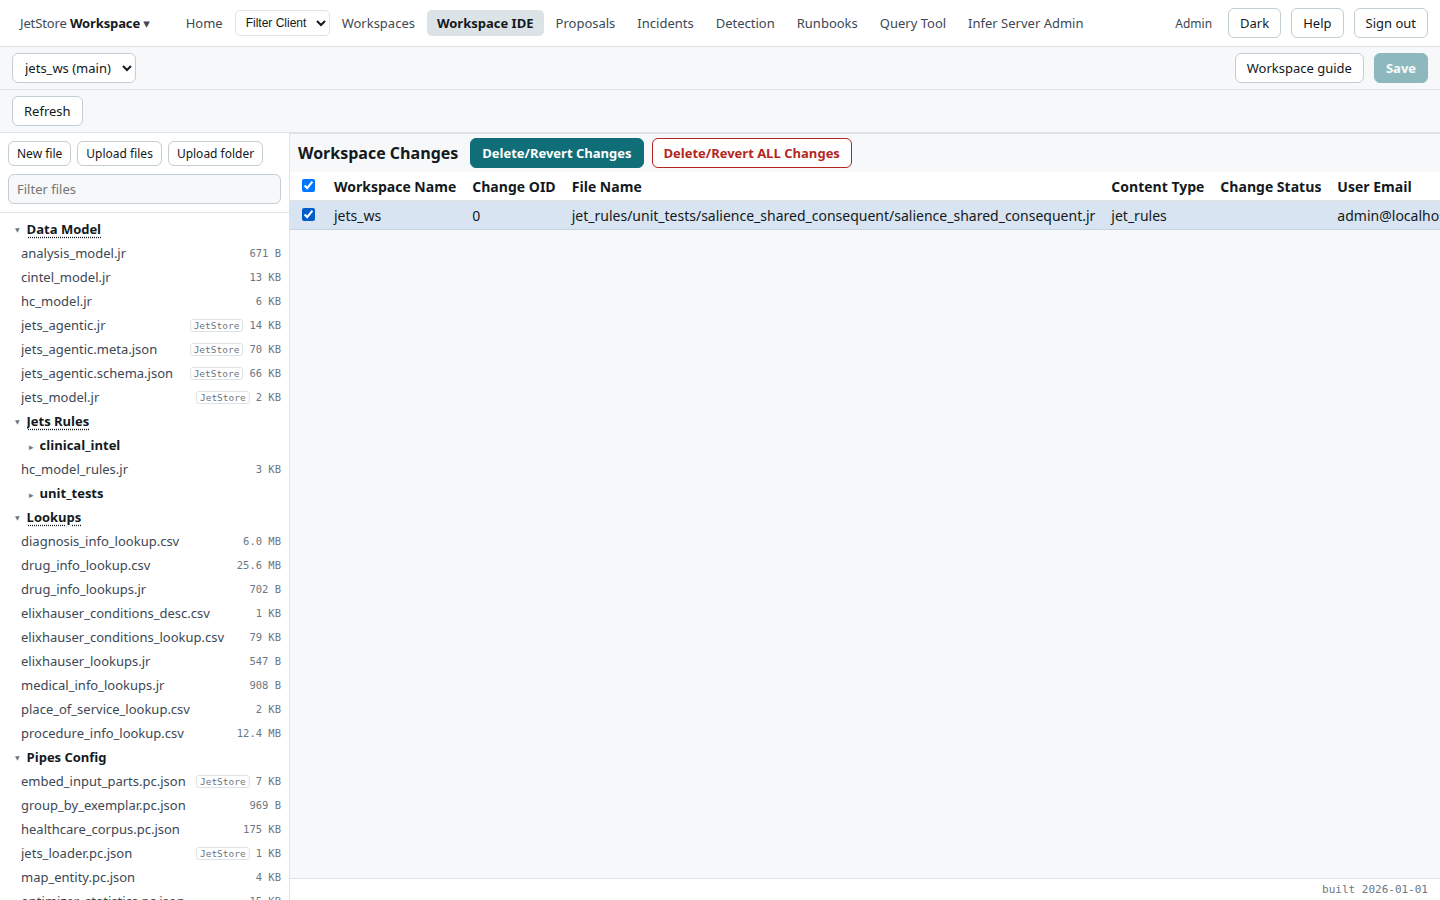 JetStore Workspace ▾ Home Filter Client Workspaces Workspace IDE Proposals Incidents Detection Runbooks Query Tool Infer Server Admin Admin Dark Help Sign out
jets_ws (main) Workspace guide Save
Refresh
New file Upload files Upload folder
Filter files
Workspace Changes Delete/Revert Changes Delete/Revert ALL Changes
Workspace Name Change OID File Name Content Type Change Status User Email
jets_ws 0 jet_rules/unit_tests/salience_shared_consequent/salience_shared_consequent.jr jet_rules admin@localho
▾ Data Model
analysis_model.jr 671 B
cintel_model.jr 13 KB
hc_model.jr 6 KB
jets_agentic.jr JetStore 14 KB
jets_agentic.meta.json JetStore 70 KB
jets_agentic.schema.json JetStore 66 KB
jets_model.jr JetStore 2 KB
▾ Jets Rules
▸ clinical_intel
hc_model_rules.jr 3 KB
▸ unit_tests
▾ Lookups
diagnosis_info_lookup.csv 6.0 MB
drug_info_lookup.csv 25.6 MB
drug_info_lookups.jr 702 B
elixhauser_conditions_desc.csv 1 KB
elixhauser_conditions_lookup.csv 79 KB
elixhauser_lookups.jr 547 B
medical_info_lookups.jr 908 B
place_of_service_lookup.csv 2 KB
procedure_info_lookup.csv 12.4 MB
▾ Pipes Config
embed_input_parts.pc.json JetStore 7 KB
group_by_exemplar.pc.json 969 B
healthcare_corpus.pc.json 175 KB
jets_loader.pc.json JetStore 1 KB
map_entity.pc.json 4 KB
built 2026-01-01